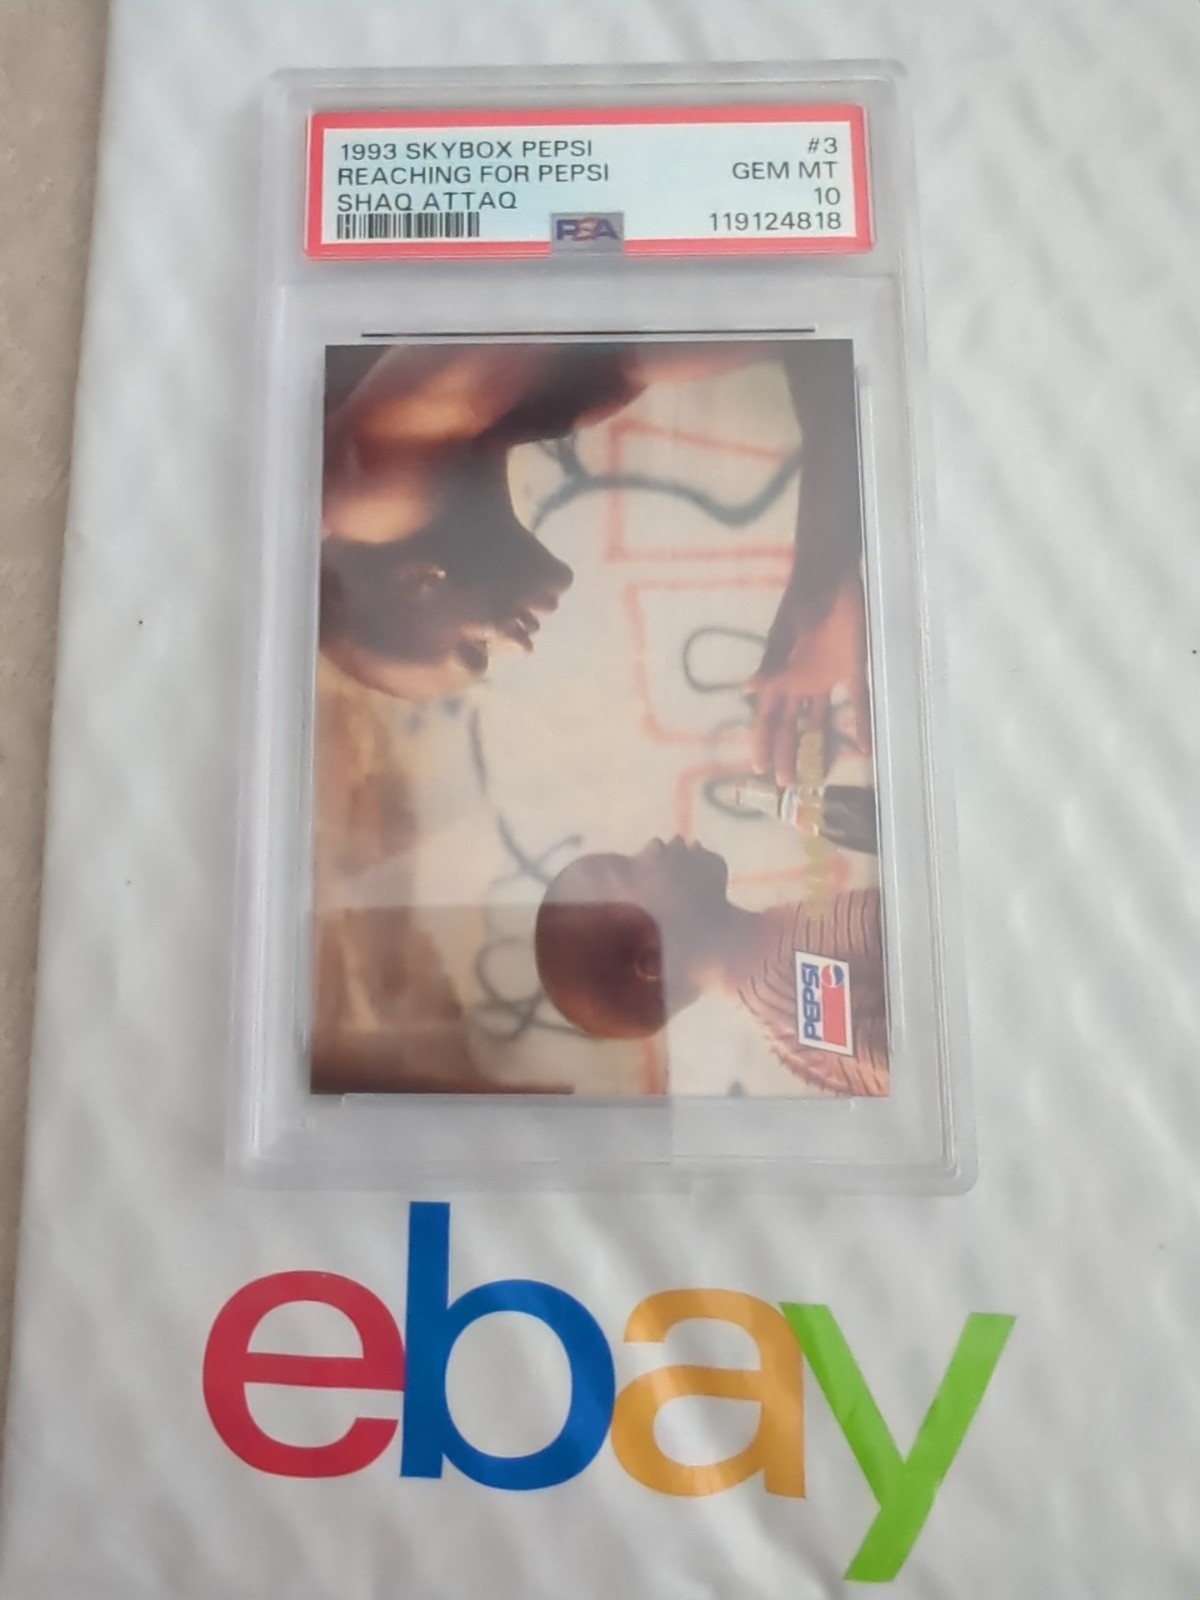 1993 SKYBOX PEPSI #3
REACHING FOR PEPSI GEM MT
SHAQ ATTAQ 10
PSA 119124818
PEPSI
ebay